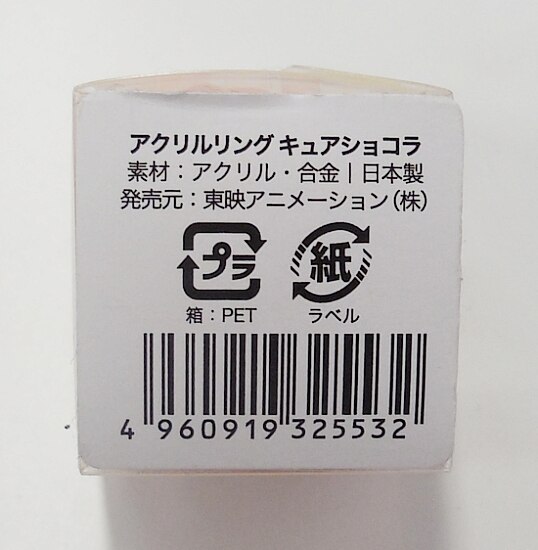 アクリルリング キュアショコラ
素材：アクリル・合金 | 日本製
発売元：東映アニメーション（株）
プラ 紙
箱：PET ラベル
4 960919 325532